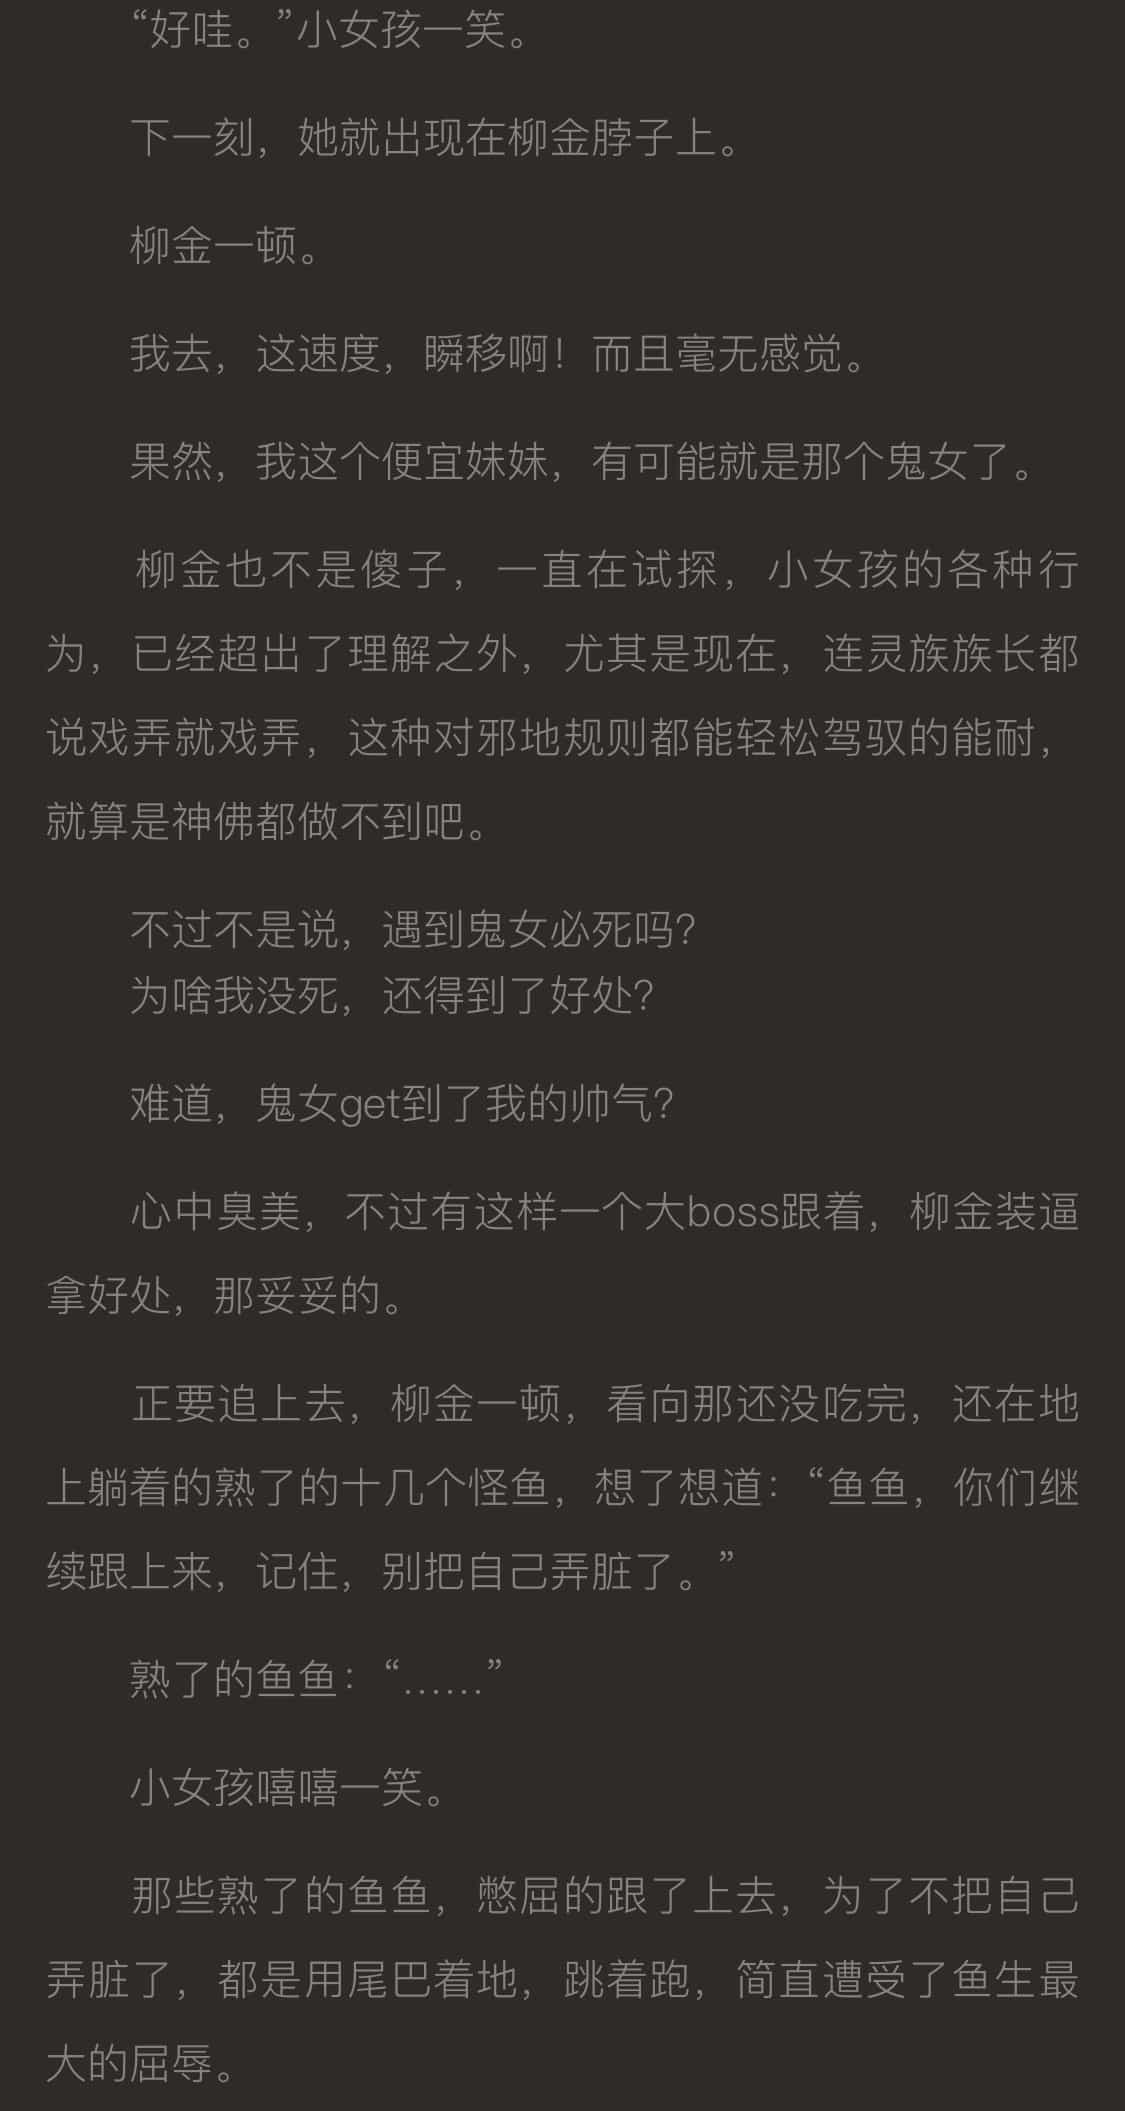 “好哇。”小女孩一笑。
下一刻，她就出现在柳金脖子上。
柳金一顿。
我去，这速度，瞬移啊！而且毫无感觉。
果然，我这个便宜妹妹，有可能就是那个鬼女了。
柳金也不是傻子，一直在试探，小女孩的各种行
为，已经超出了理解之外，尤其是现在，连灵族族长都
说戏弄就戏弄，这种对邪地规则都能轻松驾驭的能耐，
就算是神佛都做不到吧。
不过不是说，遇到鬼女必死吗？
为啥我没死，还得到了好处？
难道，鬼女get到了我的帅气？
心中臭美，不过有这样一个大boss跟着，柳金装逼
拿好处，那妥妥的。
正要追上去，柳金一顿，看向那还没吃完，还在地
上躺着的熟了的十几个怪鱼，想了想道：“鱼鱼，你们继
续跟上来，记住，别把自己弄脏了。”
熟了的鱼鱼：“……”
小女孩嘻嘻一笑。
那些熟了的鱼鱼，憋屈的跟了上去，为了不把自己
弄脏了，都是用尾巴着地，跳着跑，简直遭受了鱼生最
大的屈辱。